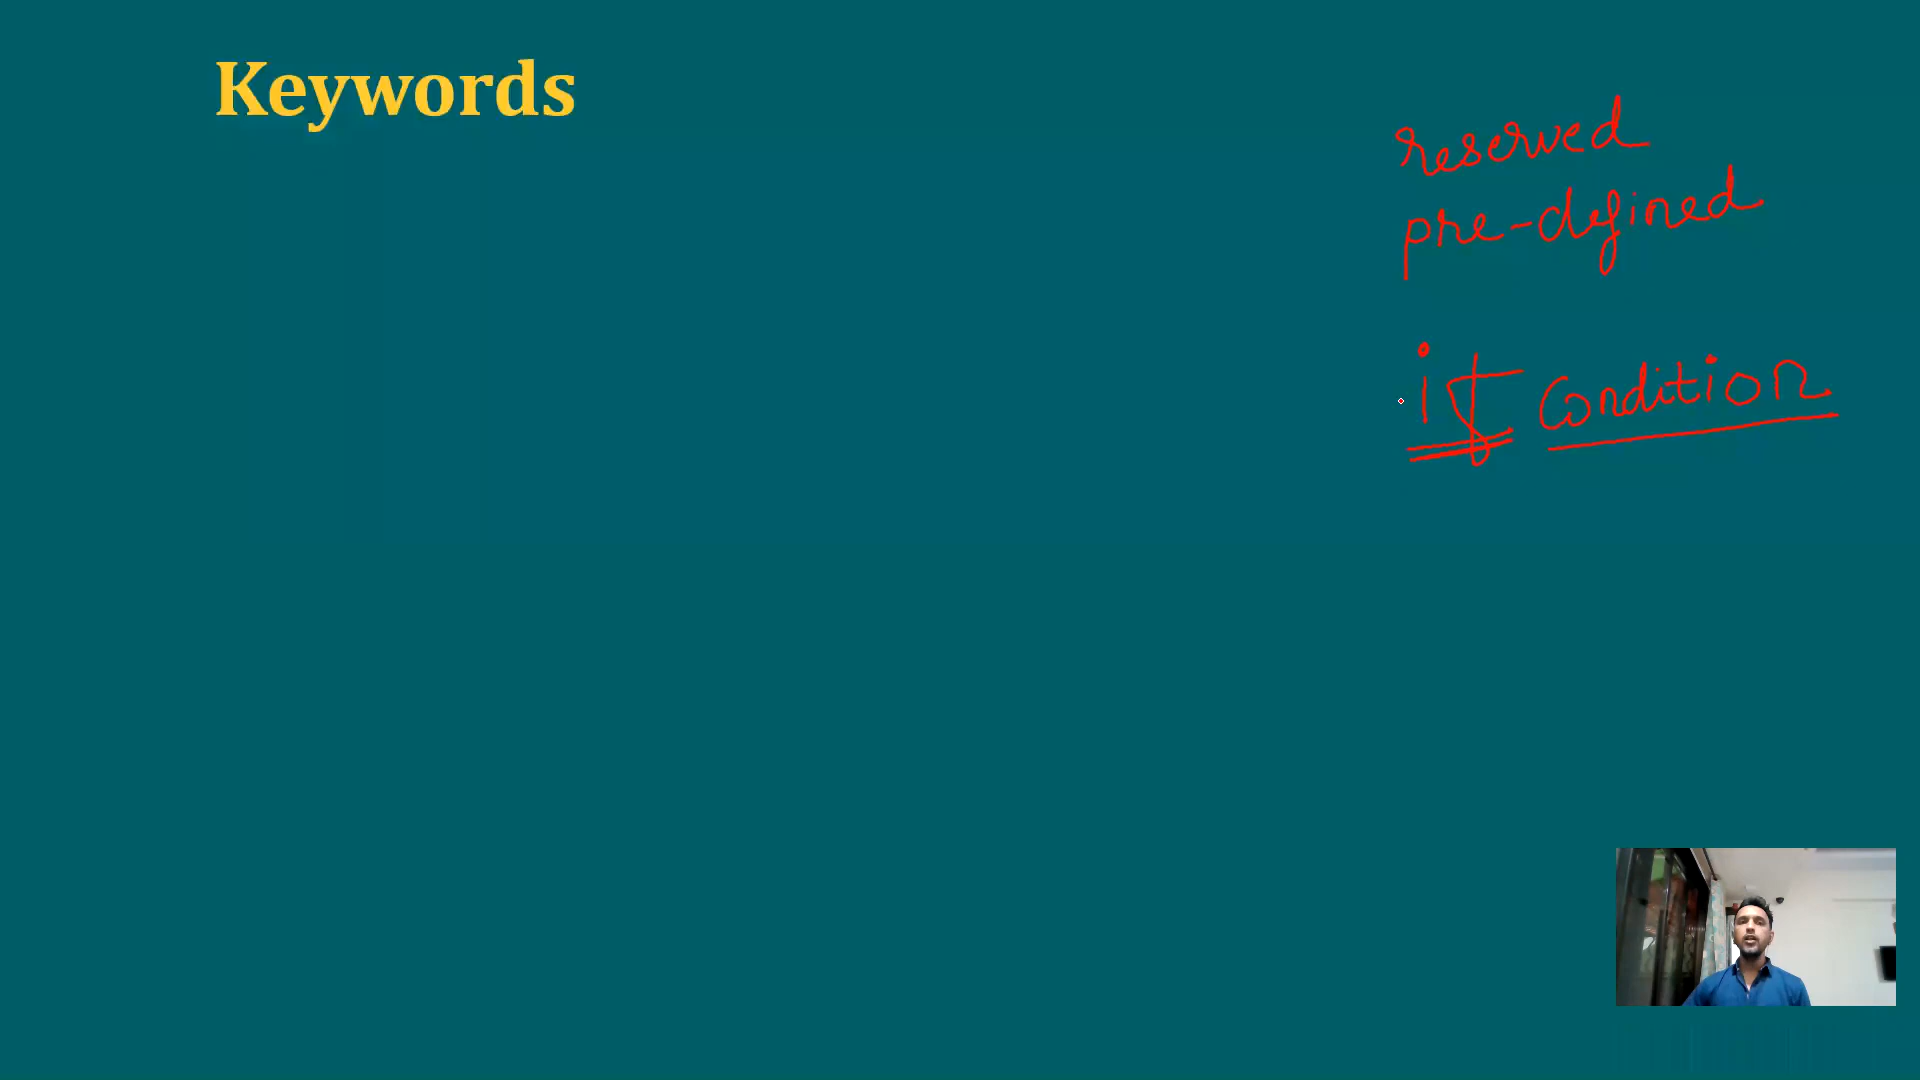 Keywords
reserved
pre-defined
if condition